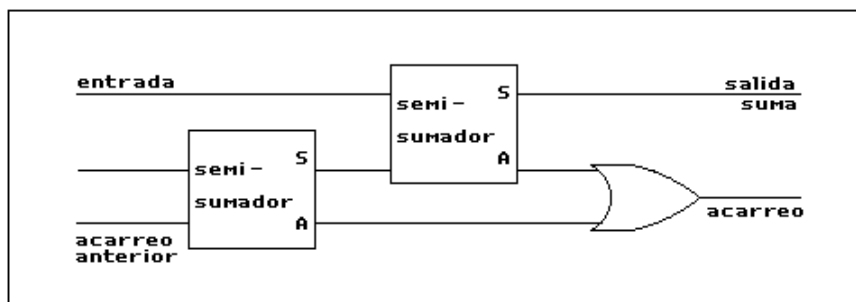 entrada
salida
suma
semi-
sumador
S
A
semi-
sumador
S
A
acarreo
anterior
acarreo